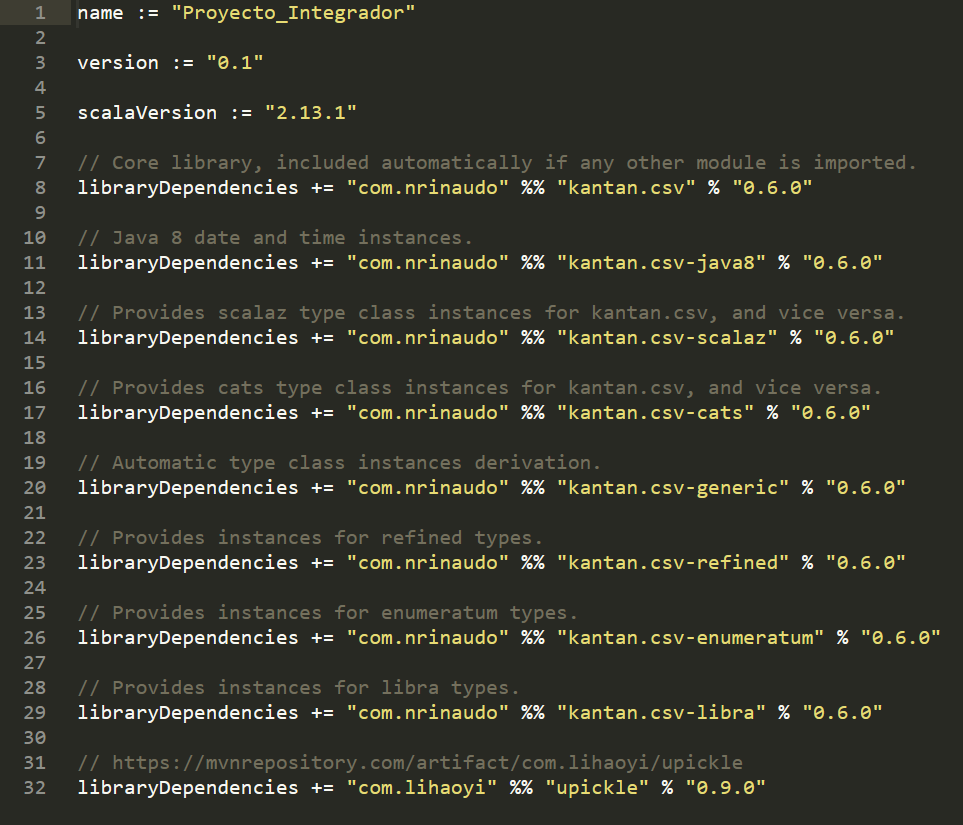 1 name := "Proyecto_Integrador"
2
3 version := "0.1"
4
5 scalaVersion := "2.13.1"
6
7 // Core library, included automatically if any other module is imported.
8 libraryDependencies += "com.nrinaudo" %% "kantan.csv" % "0.6.0"
9
10 // Java 8 date and time instances.
11 libraryDependencies += "com.nrinaudo" %% "kantan.csv-java8" % "0.6.0"
12
13 // Provides scalaz type class instances for kantan.csv, and vice versa.
14 libraryDependencies += "com.nrinaudo" %% "kantan.csv-scalaz" % "0.6.0"
15
16 // Provides cats type class instances for kantan.csv, and vice versa.
17 libraryDependencies += "com.nrinaudo" %% "kantan.csv-cats" % "0.6.0"
18
19 // Automatic type class instances derivation.
20 libraryDependencies += "com.nrinaudo" %% "kantan.csv-generic" % "0.6.0"
21
22 // Provides instances for refined types.
23 libraryDependencies += "com.nrinaudo" %% "kantan.csv-refined" % "0.6.0"
24
25 // Provides instances for enumeratum types.
26 libraryDependencies += "com.nrinaudo" %% "kantan.csv-enumeratum" % "0.6.0"
27
28 // Provides instances for libra types.
29 libraryDependencies += "com.nrinaudo" %% "kantan.csv-libra" % "0.6.0"
30
31 // https://mvnrepository.com/artifact/com.lihaoyi/upickle
32 libraryDependencies += "com.lihaoyi" %% "upickle" % "0.9.0"